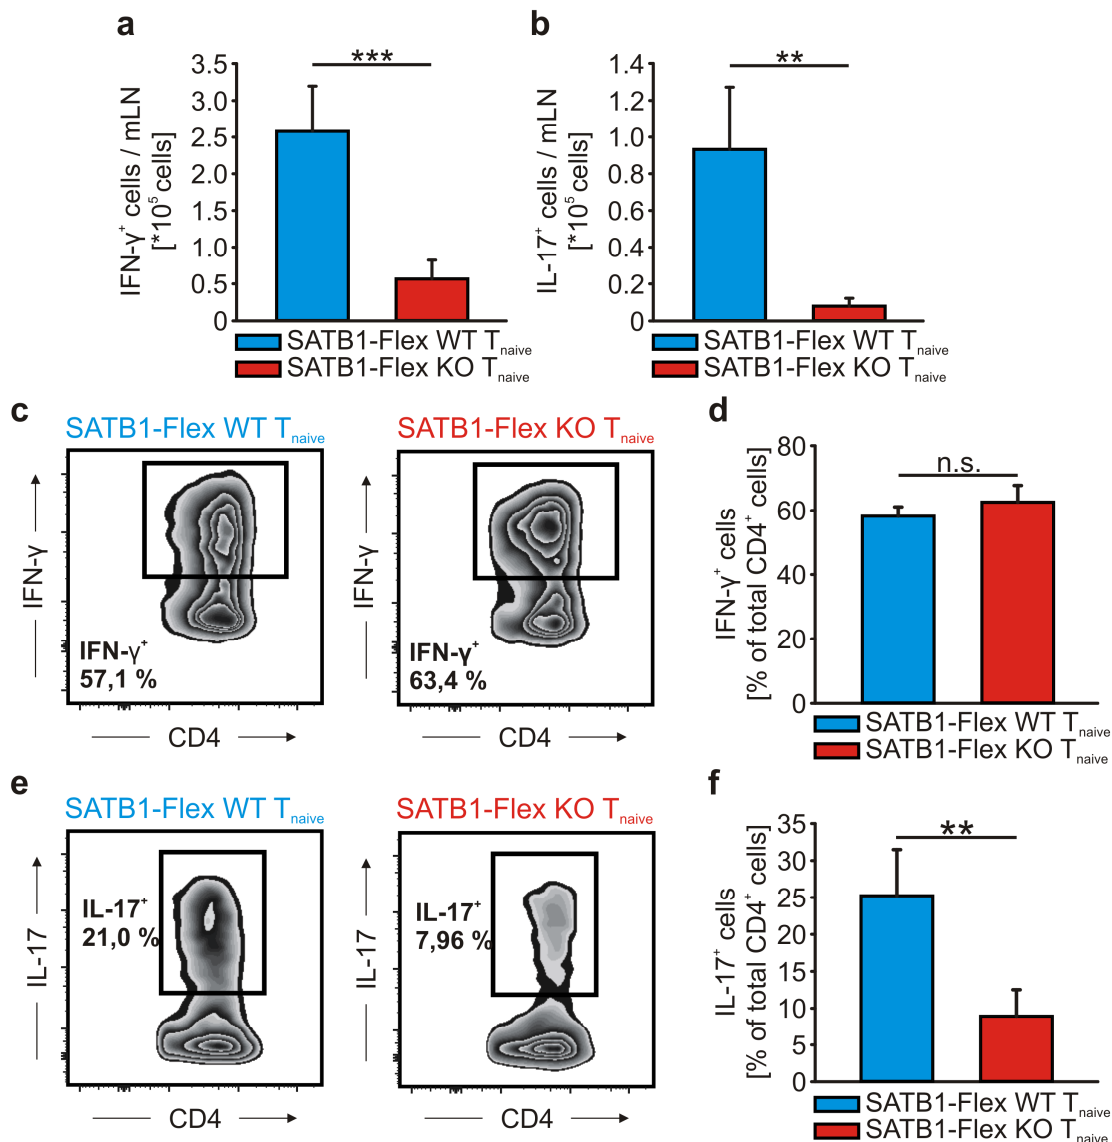 a
***
IFN-γ⁺ cells / mLN
[*10⁵ cells]
3.5
3.0
2.5
2.0
1.5
1.0
0.5
0
SATB1-Flex WT Tnaive
SATB1-Flex KO Tnaive
b
**
IL-17⁺ cells / mLN
[*10⁵ cells]
1.4
1.2
1.0
0.8
0.6
0.4
0.2
0
SATB1-Flex WT Tnaive
SATB1-Flex KO Tnaive
c
SATB1-Flex WT Tnaive
IFN-γ
IFN-γ⁺
57,1 %
CD4
SATB1-Flex KO Tnaive
IFN-γ
IFN-γ⁺
63,4 %
CD4
d
n.s.
IFN-γ⁺ cells
[% of total CD4⁺ cells]
80
60
40
20
0
SATB1-Flex WT Tnaive
SATB1-Flex KO Tnaive
e
SATB1-Flex WT Tnaive
IL-17
IL-17⁺
21,0 %
CD4
SATB1-Flex KO Tnaive
IL-17
IL-17⁺
7,96 %
CD4
f
**
IL-17⁺ cells
[% of total CD4⁺ cells]
35
30
25
20
15
10
5
0
SATB1-Flex WT Tnaive
SATB1-Flex KO Tnaive